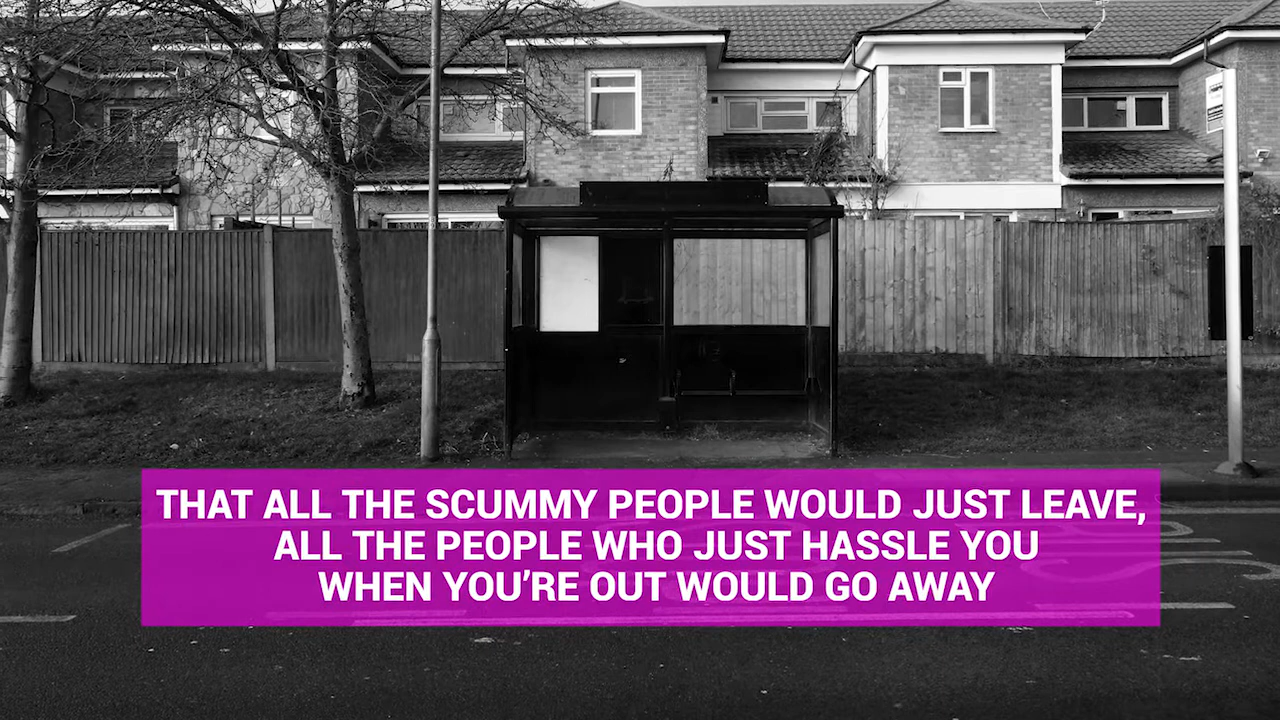 THAT ALL THE SCUMMY PEOPLE WOULD JUST LEAVE,
ALL THE PEOPLE WHO JUST HASSLE YOU
WHEN YOU’RE OUT WOULD GO AWAY